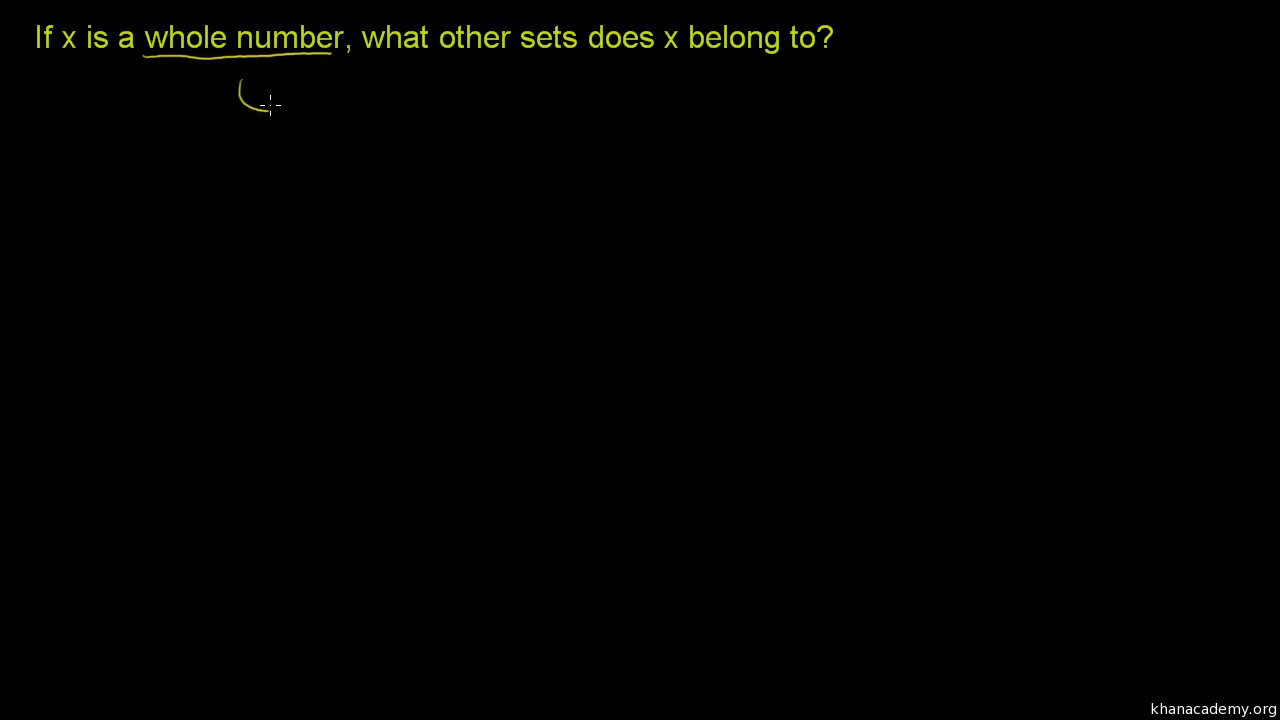 If x is a whole number, what other sets does x belong to?
khanacademy.org